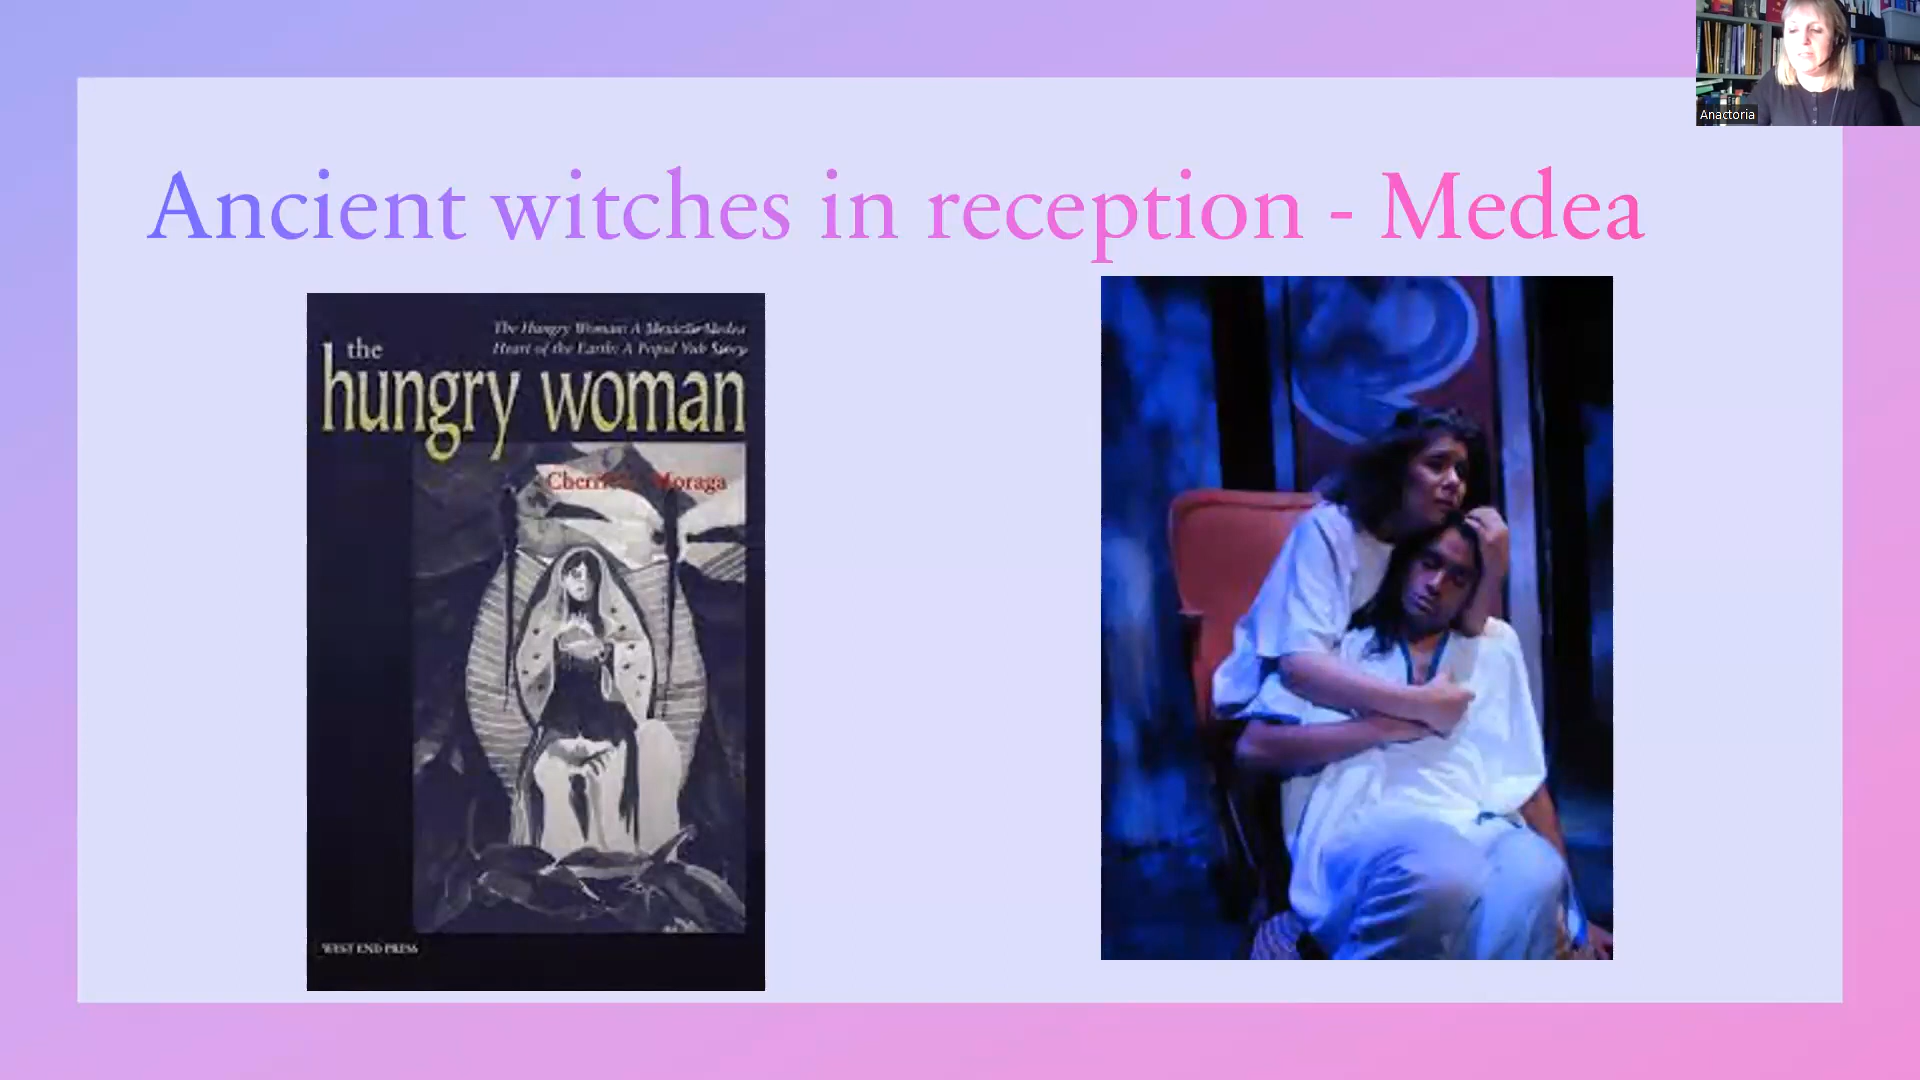 Anactoria
Ancient witches in reception - Medea
The Hungry Woman: A Mexican Medea
Heart of the Earth: A Popul Vuh Story
the
hungry woman
Moraga
WEST END PRESS